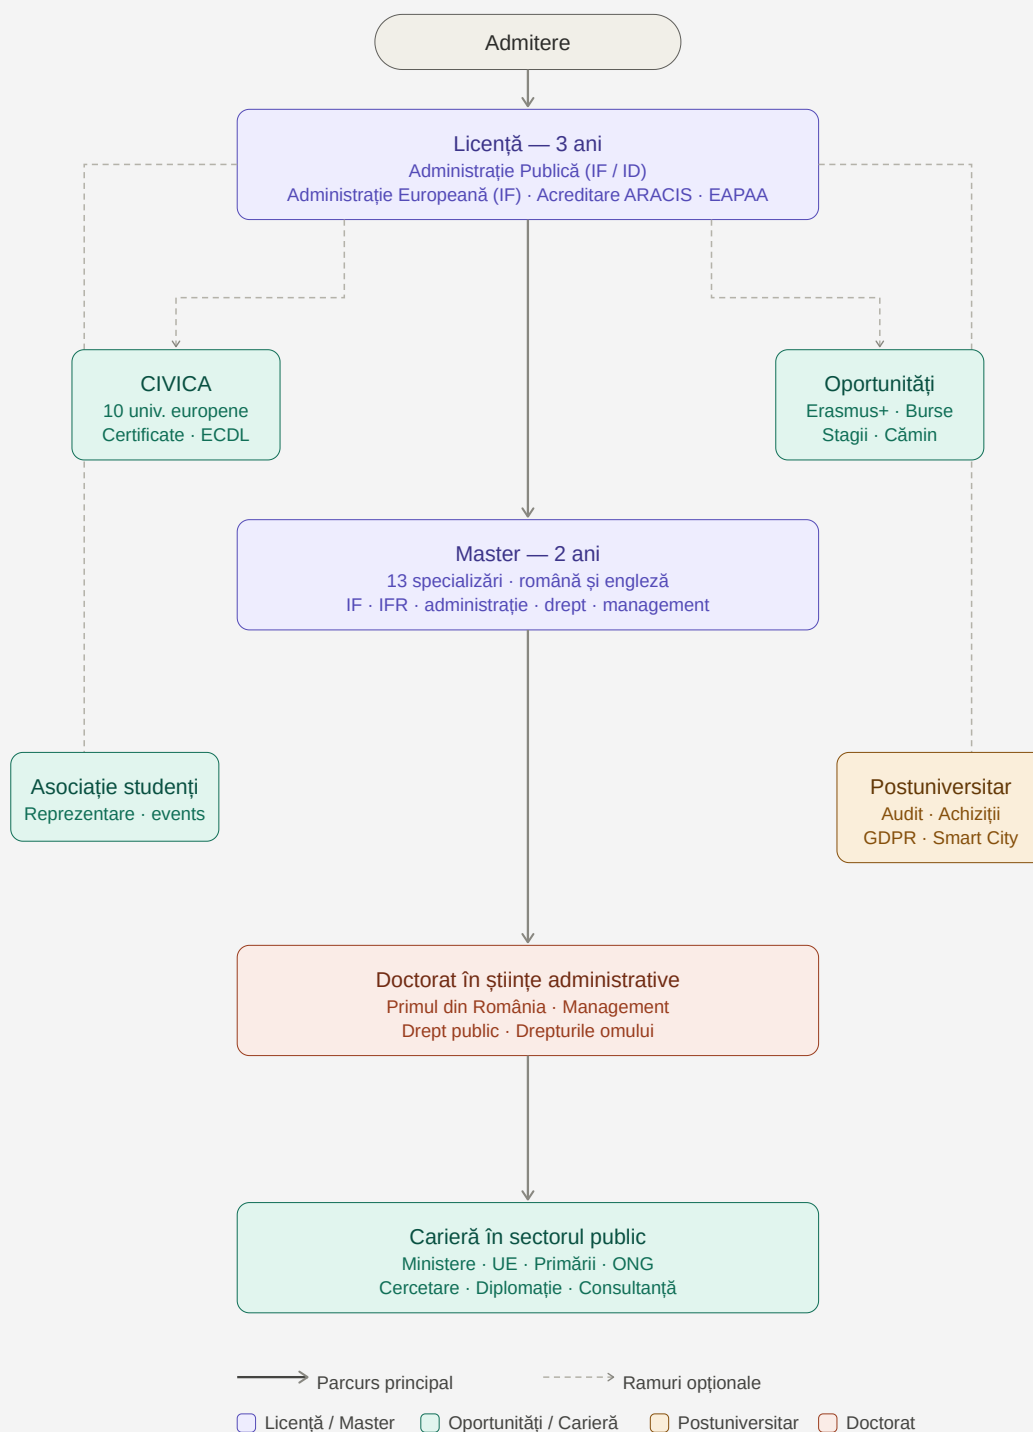 Admitere
Licență — 3 ani
Administrație Publică (IF / ID)
Administrație Europeană (IF) · Acreditare ARACIS · EAPAA
CIVICA
10 univ. europene
Certificate · ECDL
Oportunități
Erasmus+ · Burse
Stagii · Cămin
Master — 2 ani
13 specializări · română și engleză
IF · IFR · administrație · drept · management
Asociație studenți
Reprezentare · events
Postuniversitar
Audit · Achiziții
GDPR · Smart City
Doctorat în științe administrative
Primul din România · Management
Drept public · Drepturile omului
Carieră în sectorul public
Ministere · UE · Primării · ONG
Cercetare · Diplomație · Consultanță
Parcurs principal
Ramuri opționale
Licență / Master
Oportunități / Carieră
Postuniversitar
Doctorat